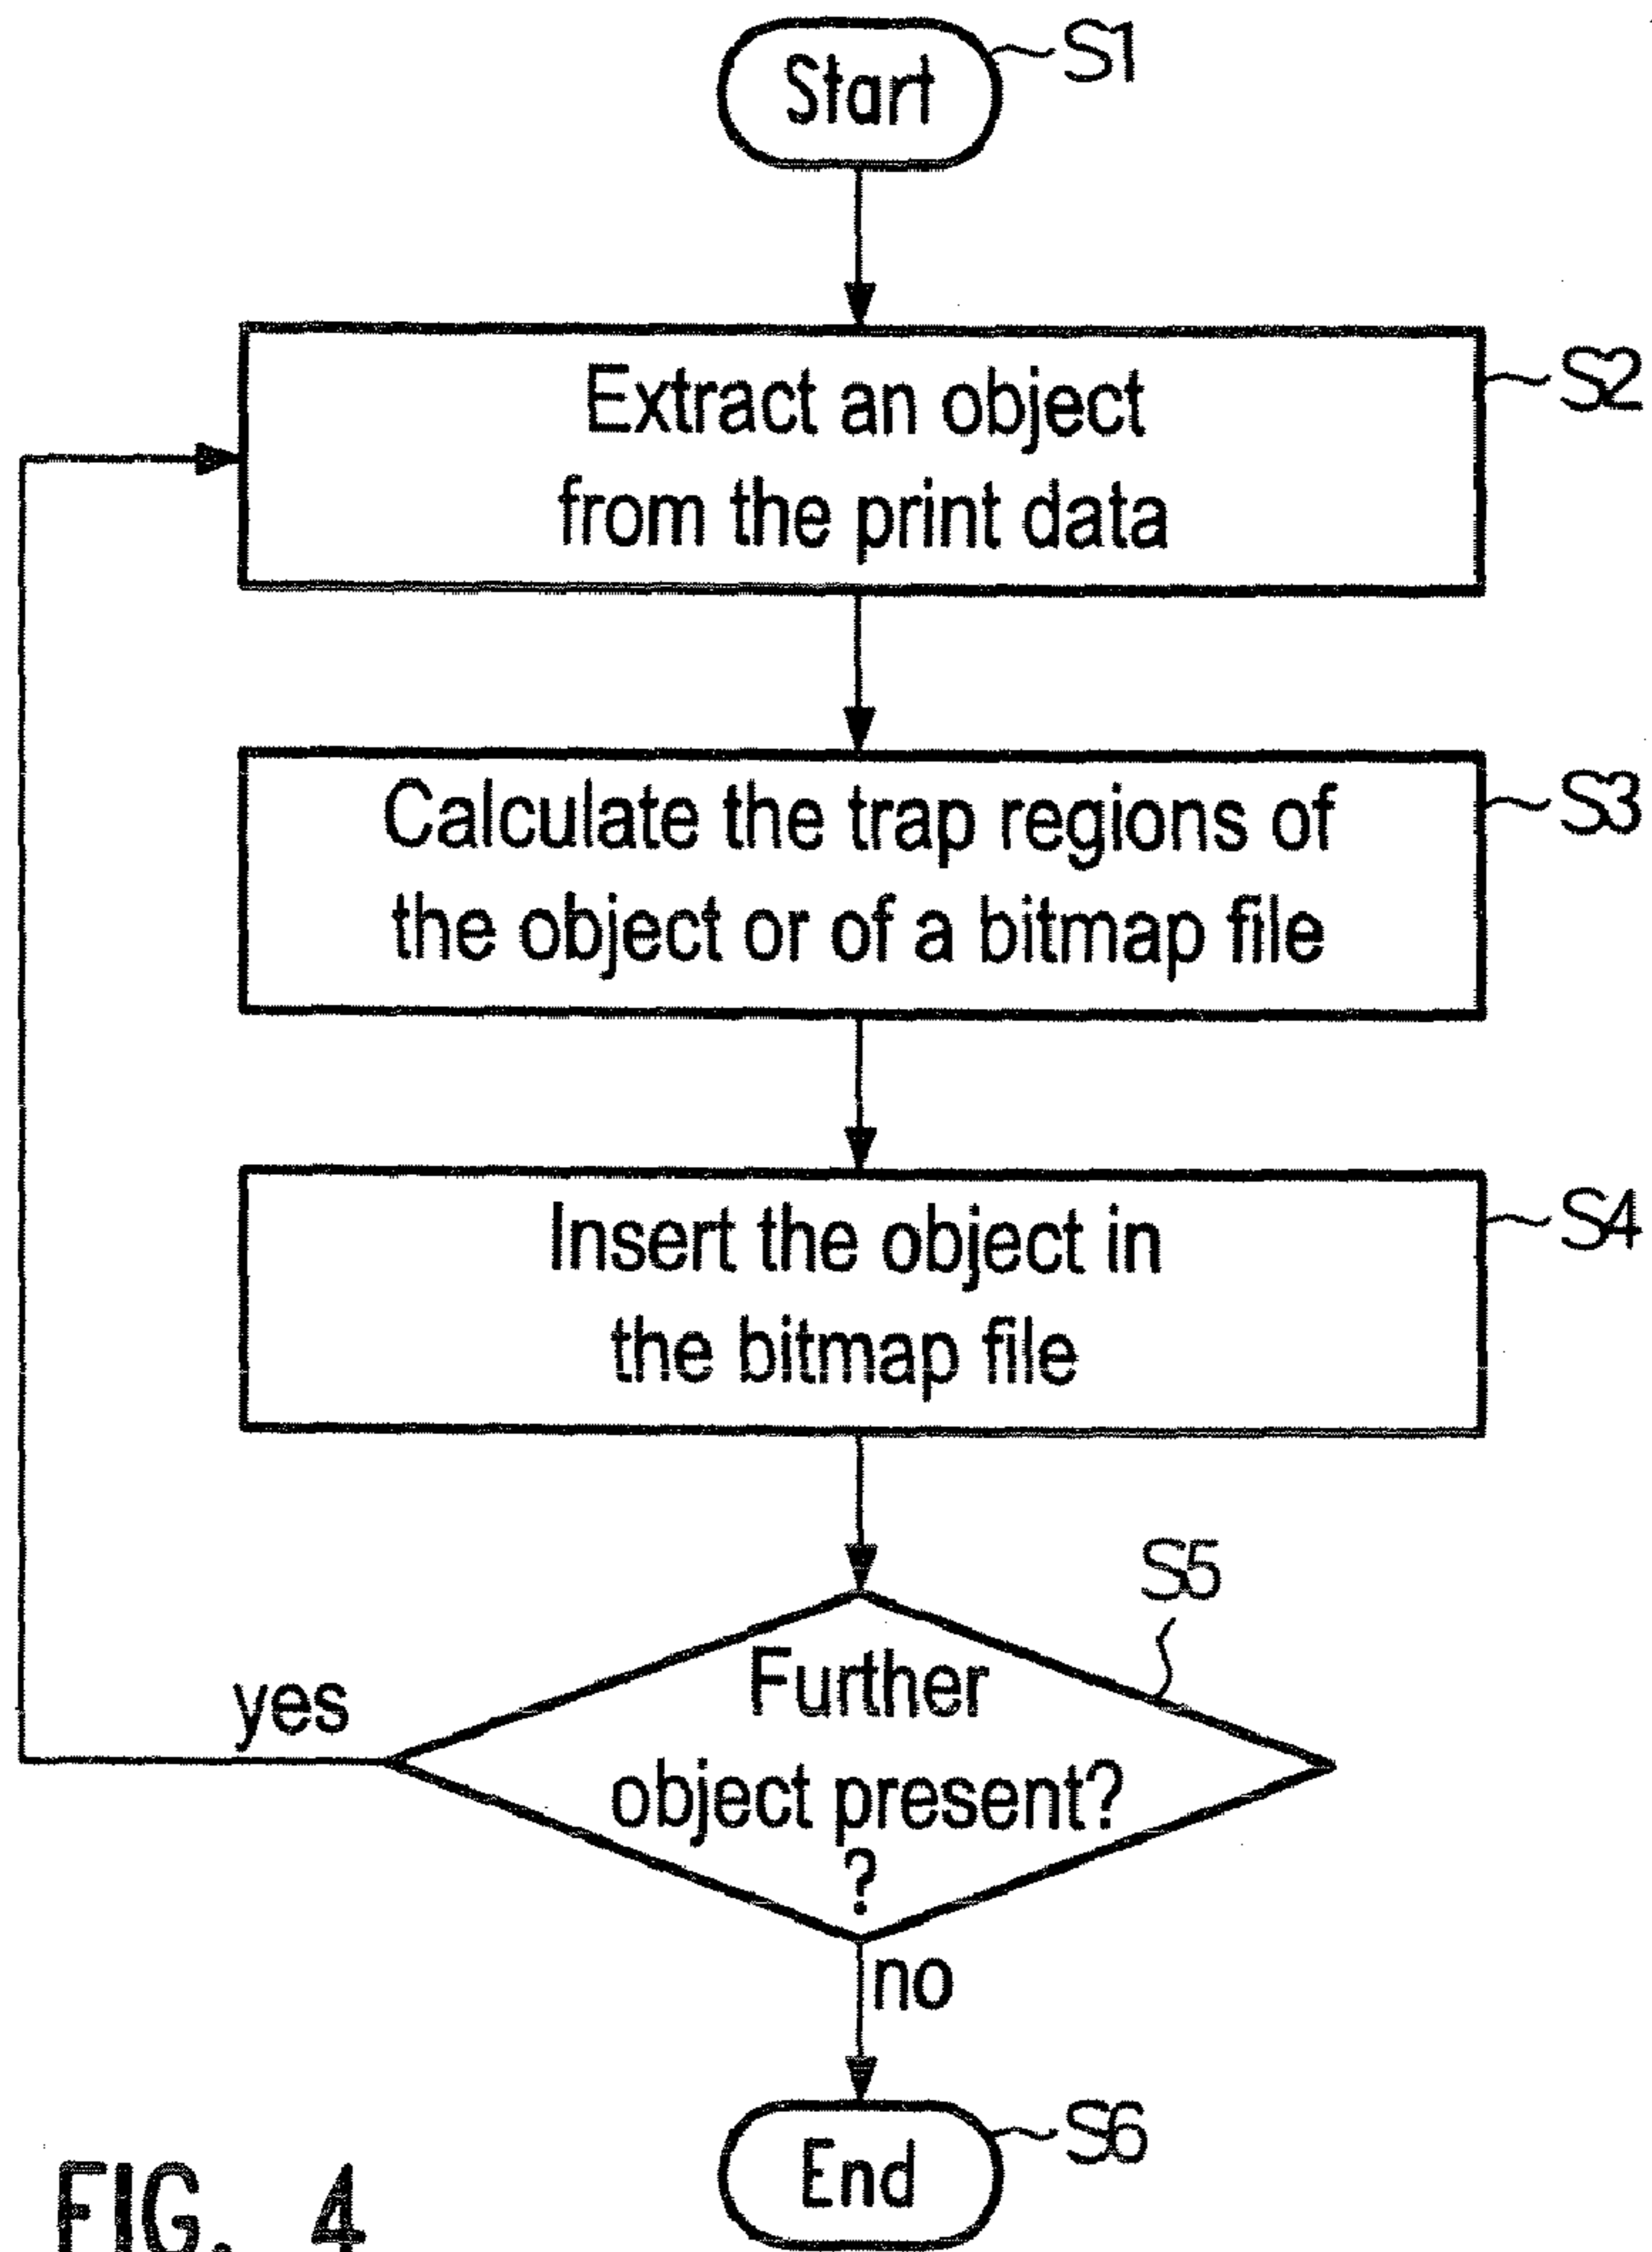 Start
S1
Extract an object
from the print data
S2
Calculate the trap regions of
the object or of a bitmap file
S3
Insert the object in
the bitmap file
S4
S5
Further
object present?
?
yes
no
End
S6
FIG. 4